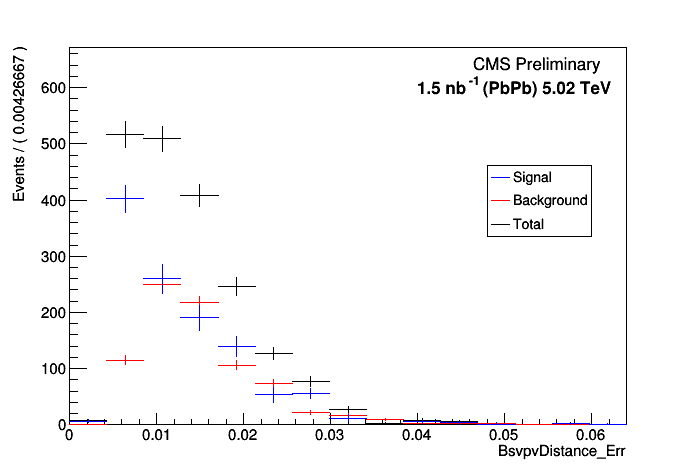 CMS Preliminary
1.5 nb-1 (PbPb) 5.02 TeV
Events / ( 0.00426667 )
600
500
400
300
200
100
0
Signal
Background
Total
0 0.01 0.02 0.03 0.04 0.05 0.06
BsvpvDistance_Err